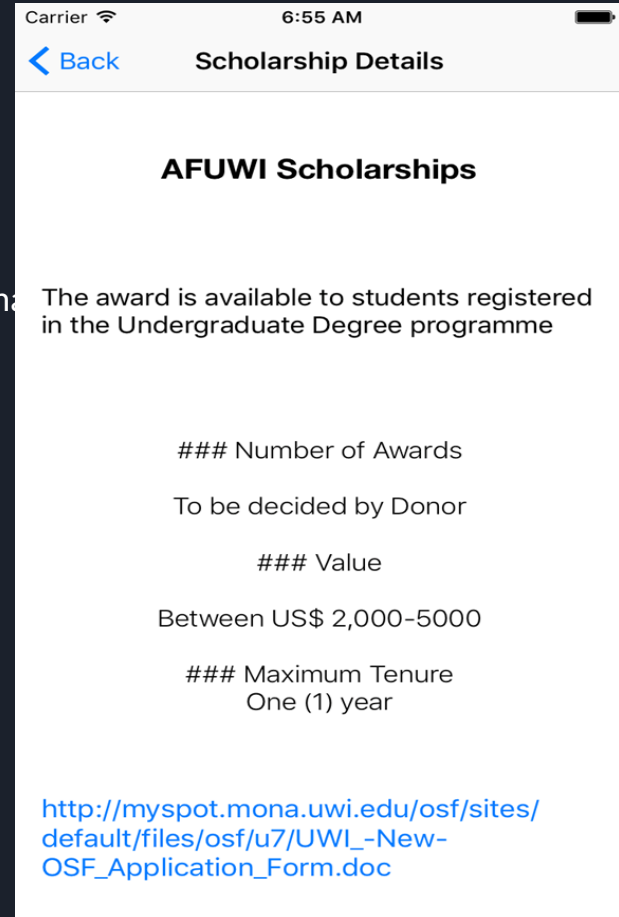 Carrier 6:55 AM
Back Scholarship Details
AFUWI Scholarships
The award is available to students registered
in the Undergraduate Degree programme
### Number of Awards
To be decided by Donor
### Value
Between US$ 2,000-5000
### Maximum Tenure
One (1) year
http://myspot.mona.uwi.edu/osf/sites/
default/files/osf/u7/UWI_-New-
OSF_Application_Form.doc